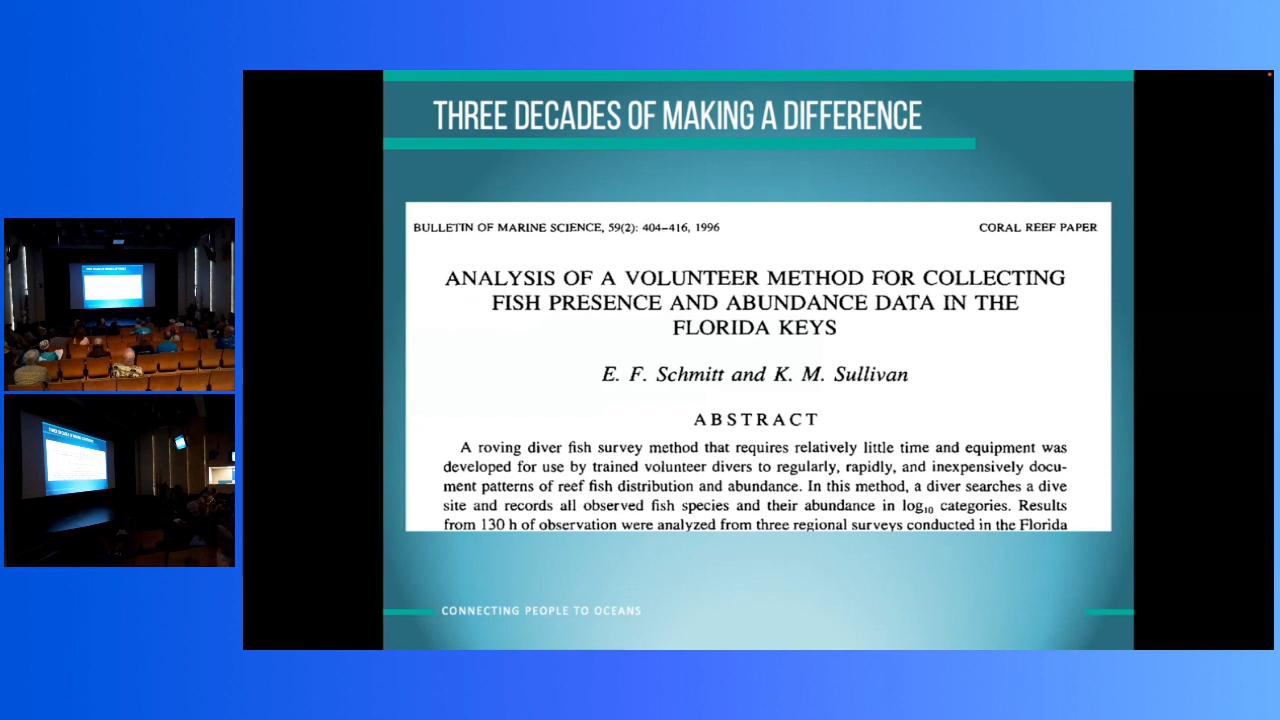 THREE DECADES OF MAKING A DIFFERENCE
BULLETIN OF MARINE SCIENCE, 59(2): 404–416, 1996
CORAL REEF PAPER
ANALYSIS OF A VOLUNTEER METHOD FOR COLLECTING
FISH PRESENCE AND ABUNDANCE DATA IN THE
FLORIDA KEYS
E. F. Schmitt and K. M. Sullivan
ABSTRACT
A roving diver fish survey method that requires relatively little time and equipment was
developed for use by trained volunteer divers to regularly, rapidly, and inexpensively docu-
ment patterns of reef fish distribution and abundance. In this method, a diver searches a dive
site and records all observed fish species and their abundance in log₁₀ categories. Results
from 130 h of observation were analyzed from three regional surveys conducted in the Florida
CONNECTING PEOPLE TO OCEANS